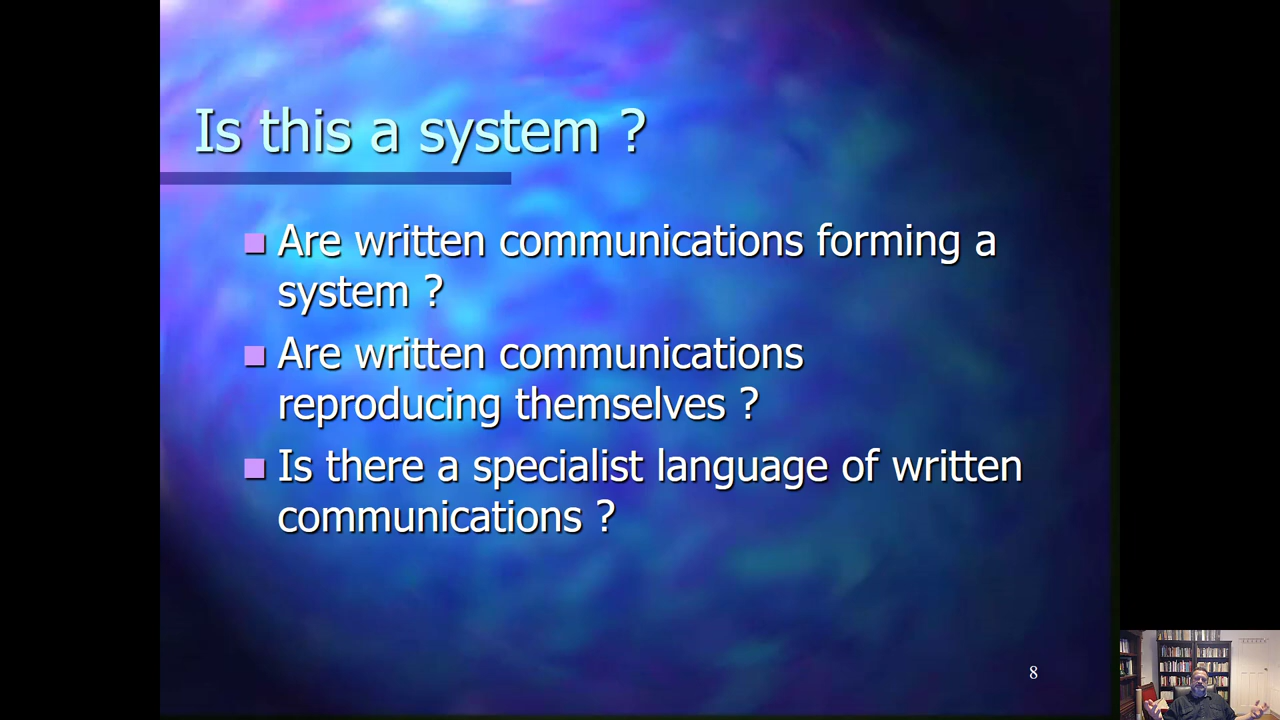 Is this a system ?
Are written communications forming a
system ?
Are written communications
reproducing themselves ?
Is there a specialist language of written
communications ?
8